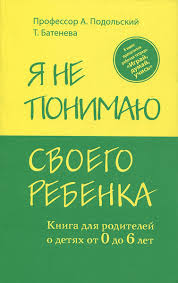 Профессор А. Подольский
Т. Батенева
Я НЕ
ПОНИМАЮ
СВОЕГО
РЕБЕНКА
Книга для родителей
о детях от 0 до 6 лет